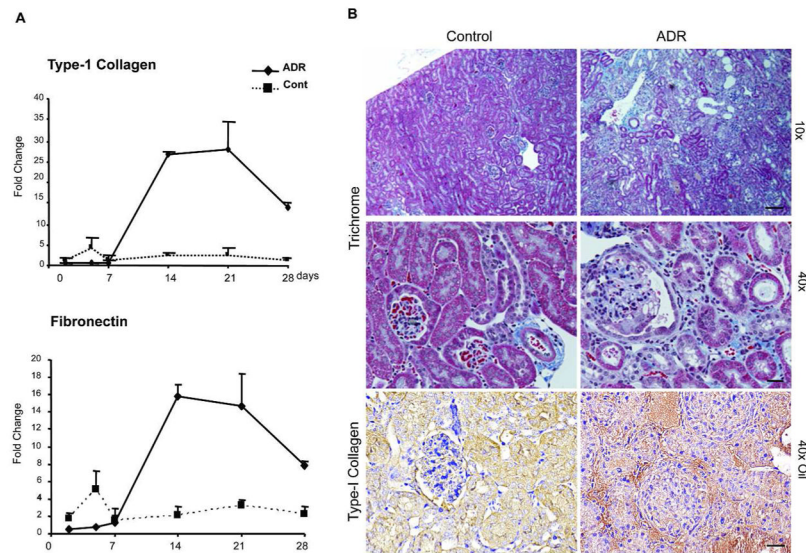 A
Type-1 Collagen
ADR
Cont
Fold Change
40
35
30
25
20
15
10
5
0
0 7 14 21 28 days
Fibronectin
Fold Change
20
18
16
14
12
10
8
6
4
2
0
0 7 14 21 28
B
Control ADR
Trichrome
10x
40x
Type-I Collagen
40x Oil